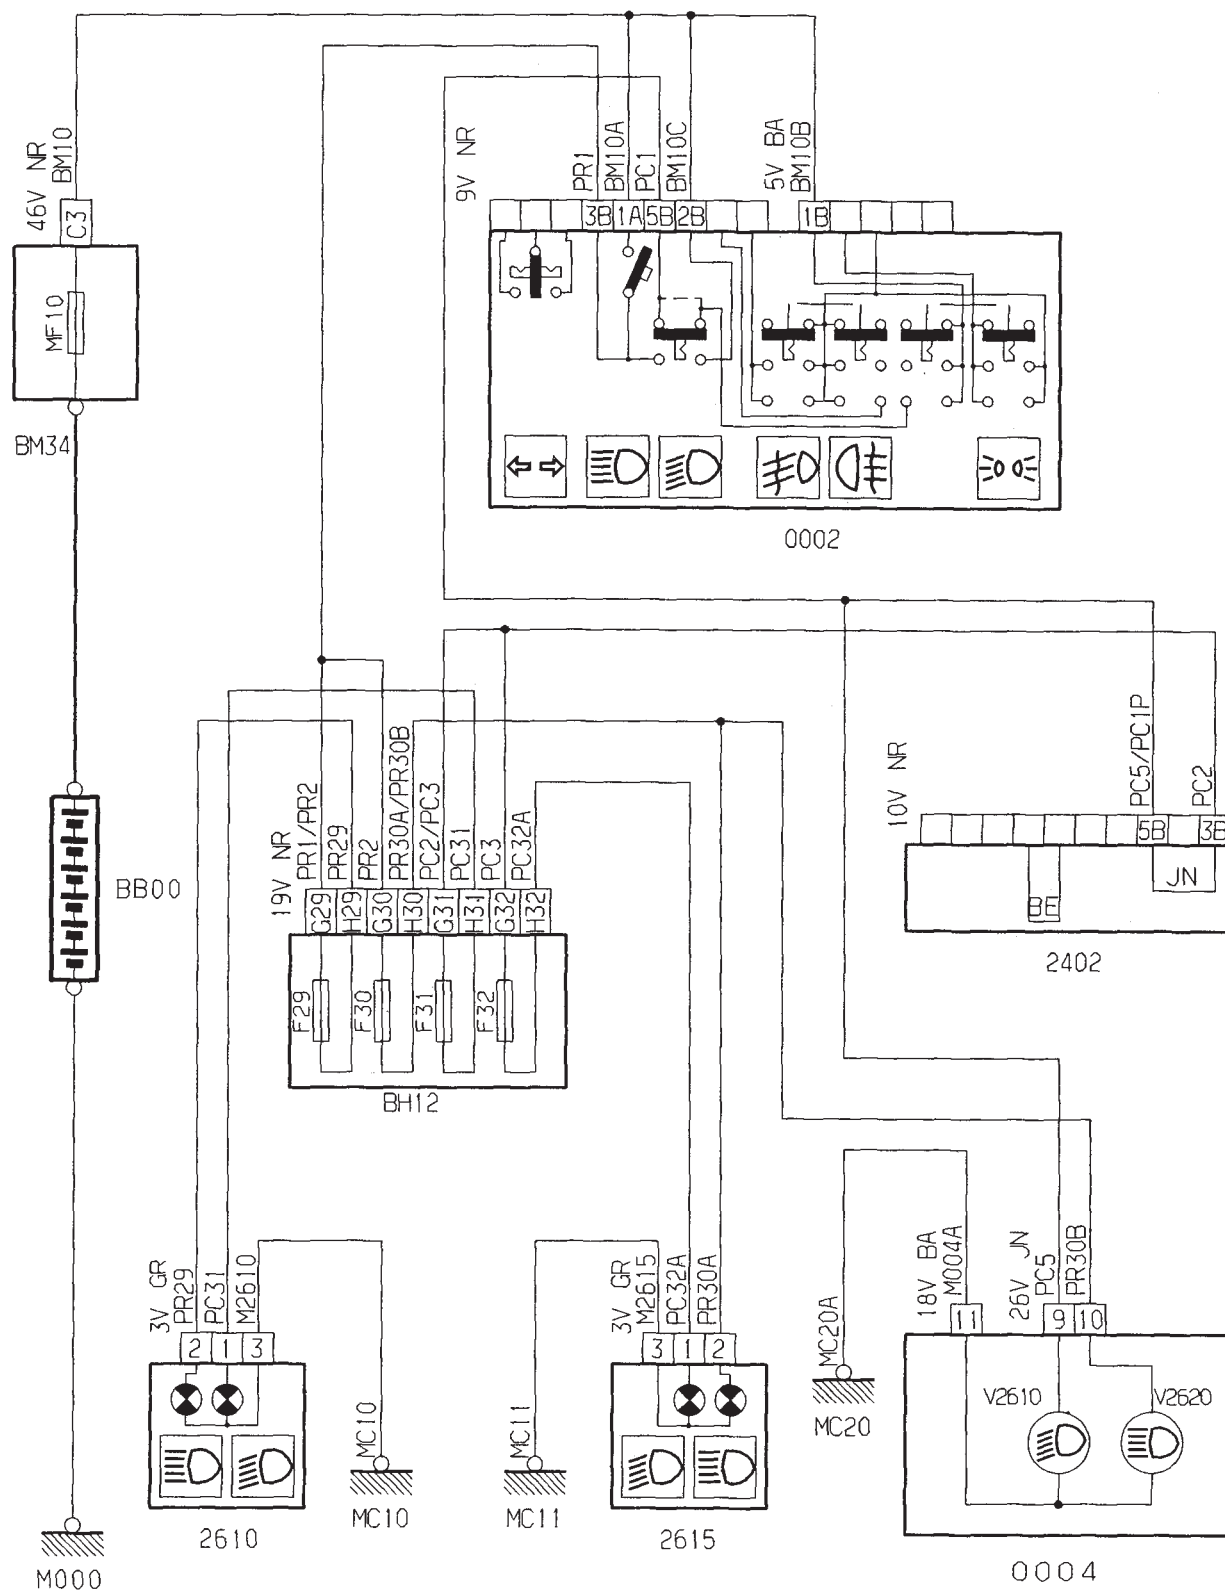 46V NR
BM10
C3
MF10
BM34
BB00
M000
9V NR
PR1
BM10A
PC1
BM10C
5V BA
BM10B
3B
1A
5B
2B
1B
0002
10V NR
PC5/PC1P
PC2
5B
3B
BE
JN
2402
19V NR
PR1/PR2
PR29
PR2
PR30A/PR30B
PC2/PC3
PC31
PC3
PC32A
G29
H29
G30
H30
G31
H31
G32
H32
F29
F30
F31
F32
BH12
3V GR
PR29
PC31
M2610
2
1
3
2610
MC10
MC10
3V GR
M2615
PC32A
PR30A
3
1
2
2615
MC11
MC11
MC20A
MC20
18V BA
M004A
26V JN
PC5
PR30B
11
9
10
V2610
V2620
0004